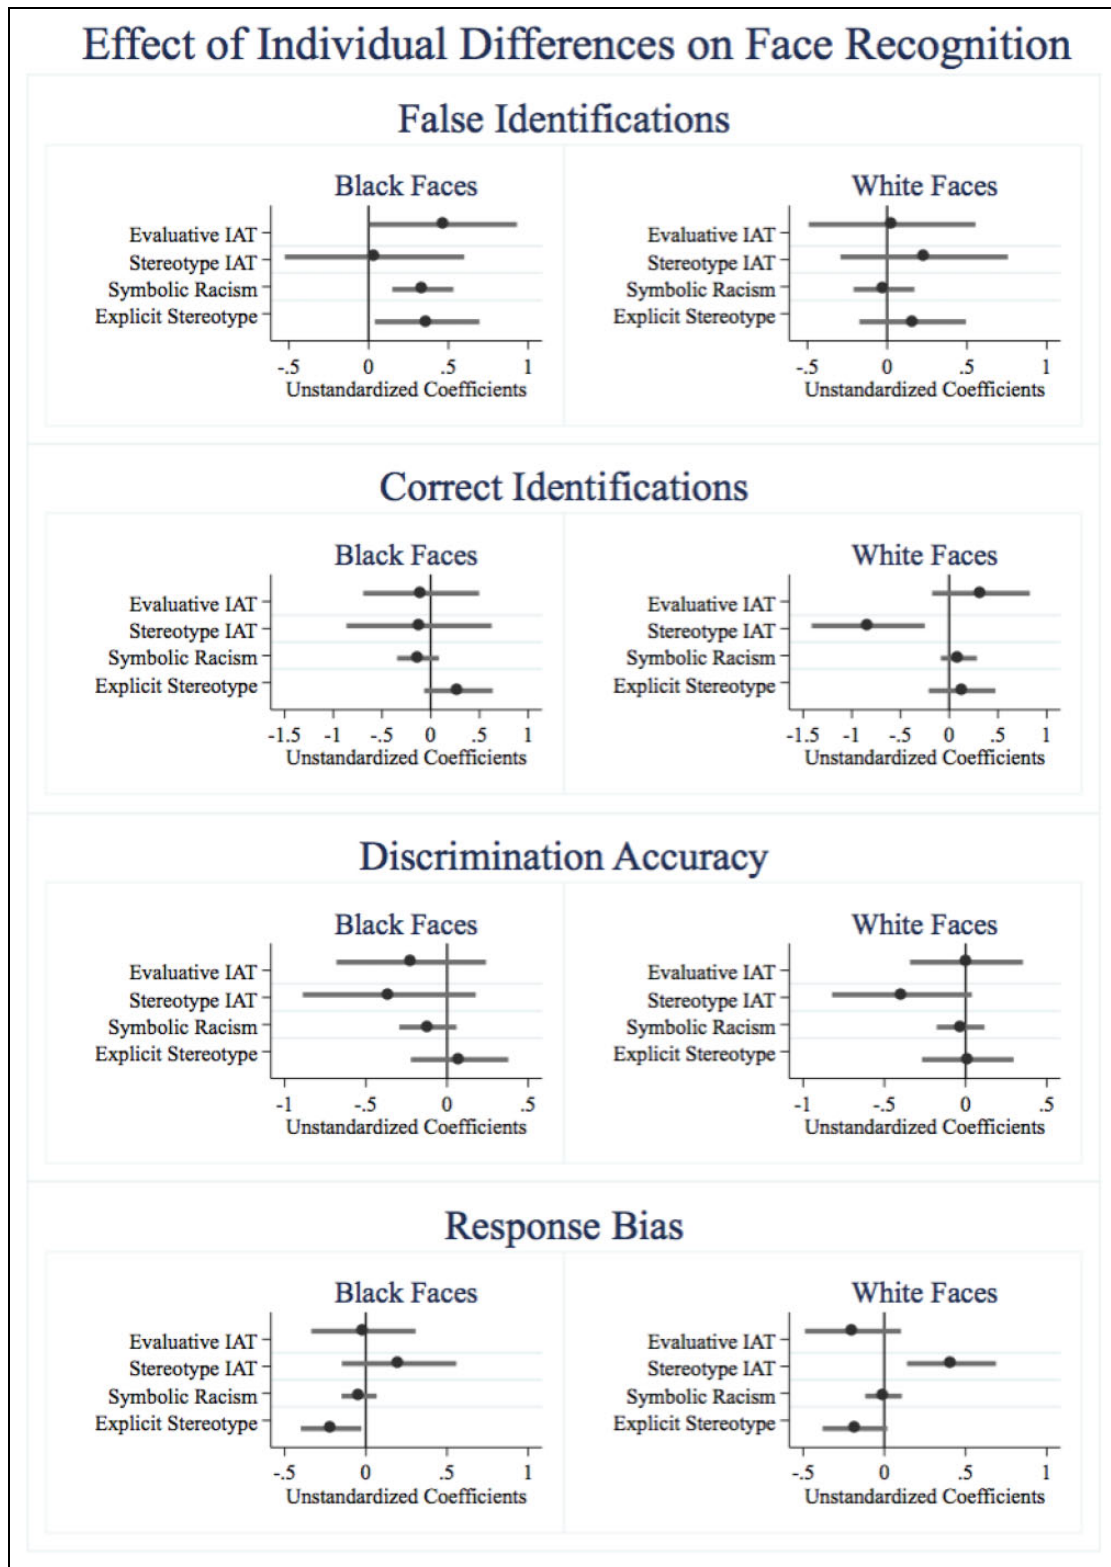 Effect of Individual Differences on Face Recognition
False Identifications
Black Faces
Evaluative IAT
Stereotype IAT
Symbolic Racism
Explicit Stereotype
-.5 0 .5 1
Unstandardized Coefficients
White Faces
Evaluative IAT
Stereotype IAT
Symbolic Racism
Explicit Stereotype
-.5 0 .5 1
Unstandardized Coefficients
Correct Identifications
Black Faces
Evaluative IAT
Stereotype IAT
Symbolic Racism
Explicit Stereotype
-1.5 -1 -.5 0 .5 1
Unstandardized Coefficients
White Faces
Evaluative IAT
Stereotype IAT
Symbolic Racism
Explicit Stereotype
-1.5 -1 -.5 0 .5 1
Unstandardized Coefficients
Discrimination Accuracy
Black Faces
Evaluative IAT
Stereotype IAT
Symbolic Racism
Explicit Stereotype
-1 -.5 0 .5
Unstandardized Coefficients
White Faces
Evaluative IAT
Stereotype IAT
Symbolic Racism
Explicit Stereotype
-1 -.5 0 .5
Unstandardized Coefficients
Response Bias
Black Faces
Evaluative IAT
Stereotype IAT
Symbolic Racism
Explicit Stereotype
-.5 0 .5 1
Unstandardized Coefficients
White Faces
Evaluative IAT
Stereotype IAT
Symbolic Racism
Explicit Stereotype
-.5 0 .5 1
Unstandardized Coefficients